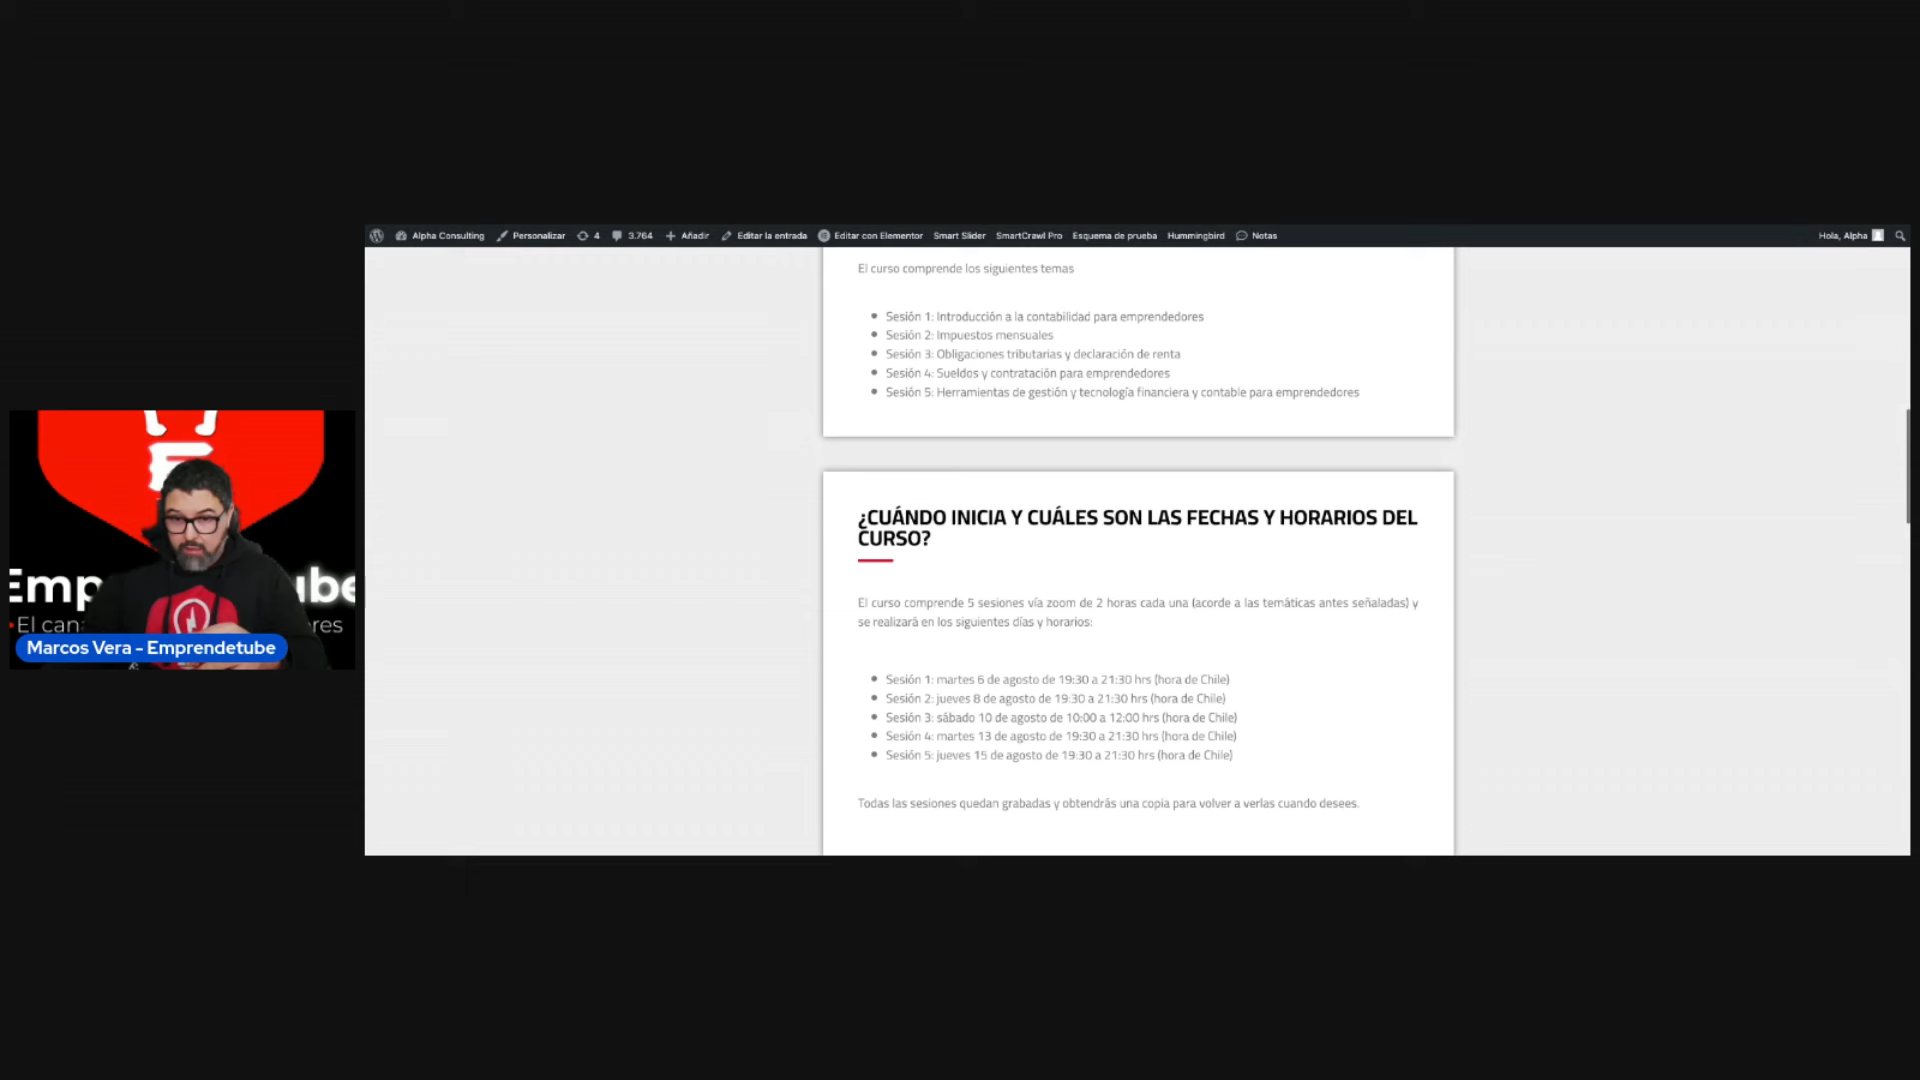 Alpha Consulting Personalizar 4 3.764 Añadir Editar la entrada Editar con Elementor Smart Slider SmartCrawl Pro Esquema de prueba Hummingbird Notas Hola, Alpha
El curso comprende los siguientes temas
Sesión 1: Introducción a la contabilidad para emprendedores
Sesión 2: Impuestos mensuales
Sesión 3: Obligaciones tributarias y declaración de renta
Sesión 4: Sueldos y contratación para emprendedores
Sesión 5: Herramientas de gestión y tecnología financiera y contable para emprendedores
¿CUÁNDO INICIA Y CUÁLES SON LAS FECHAS Y HORARIOS DEL
CURSO?
El curso comprende 5 sesiones vía zoom de 2 horas cada una (acorde a las temáticas antes señaladas) y
se realizará en los siguientes días y horarios:
Sesión 1: martes 6 de agosto de 19:30 a 21:30 hrs (hora de Chile)
Sesión 2: jueves 8 de agosto de 19:30 a 21:30 hrs (hora de Chile)
Sesión 3: sábado 10 de agosto de 10:00 a 12:00 hrs (hora de Chile)
Sesión 4: martes 13 de agosto de 19:30 a 21:30 hrs (hora de Chile)
Sesión 5: jueves 15 de agosto de 19:30 a 21:30 hrs (hora de Chile)
Todas las sesiones quedan grabadas y obtendrás una copia para volver a verlas cuando desees.
El
Marcos Vera - Emprendetube